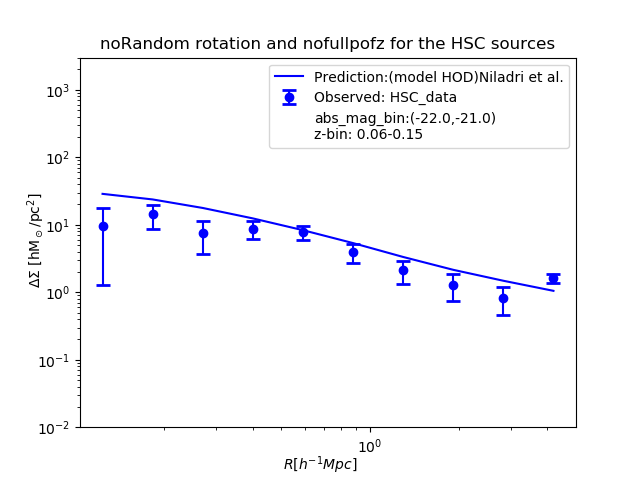 noRandom rotation and nofullpofz for the HSC sources
Prediction:(model HOD)Niladri et al.
Observed: HSC_data
abs_mag_bin:(-22.0,-21.0)
z-bin: 0.06-0.15
10³
10²
10¹
10⁰
10⁻¹
10⁻²
ΔΣ [hM⊙/pc²]
10⁰
R[h⁻¹Mpc]